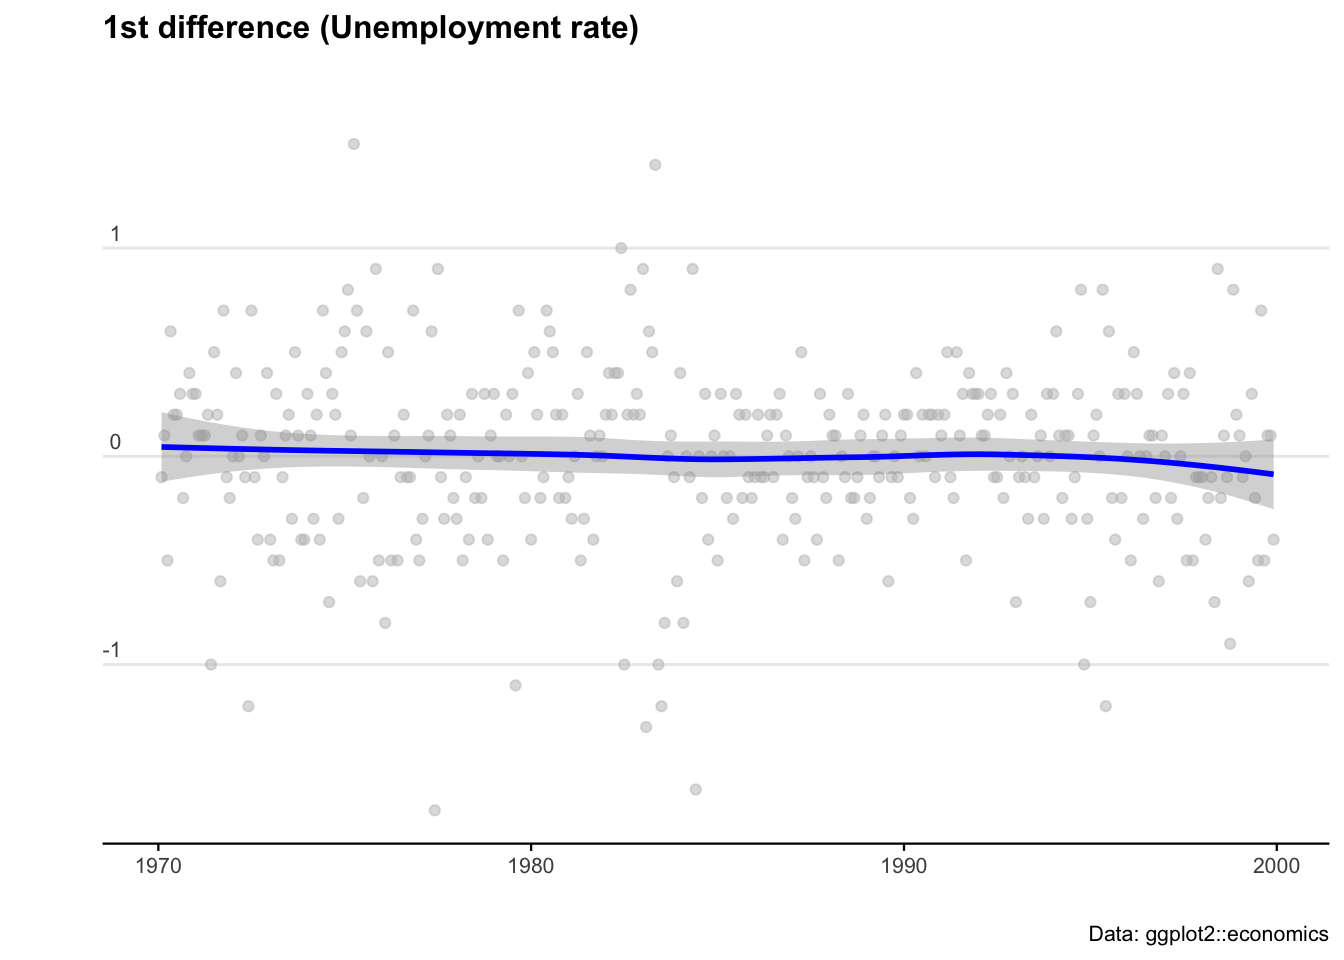 1st difference (Unemployment rate)
1
0
-1
1970 1980 1990 2000
Data: ggplot2::economics